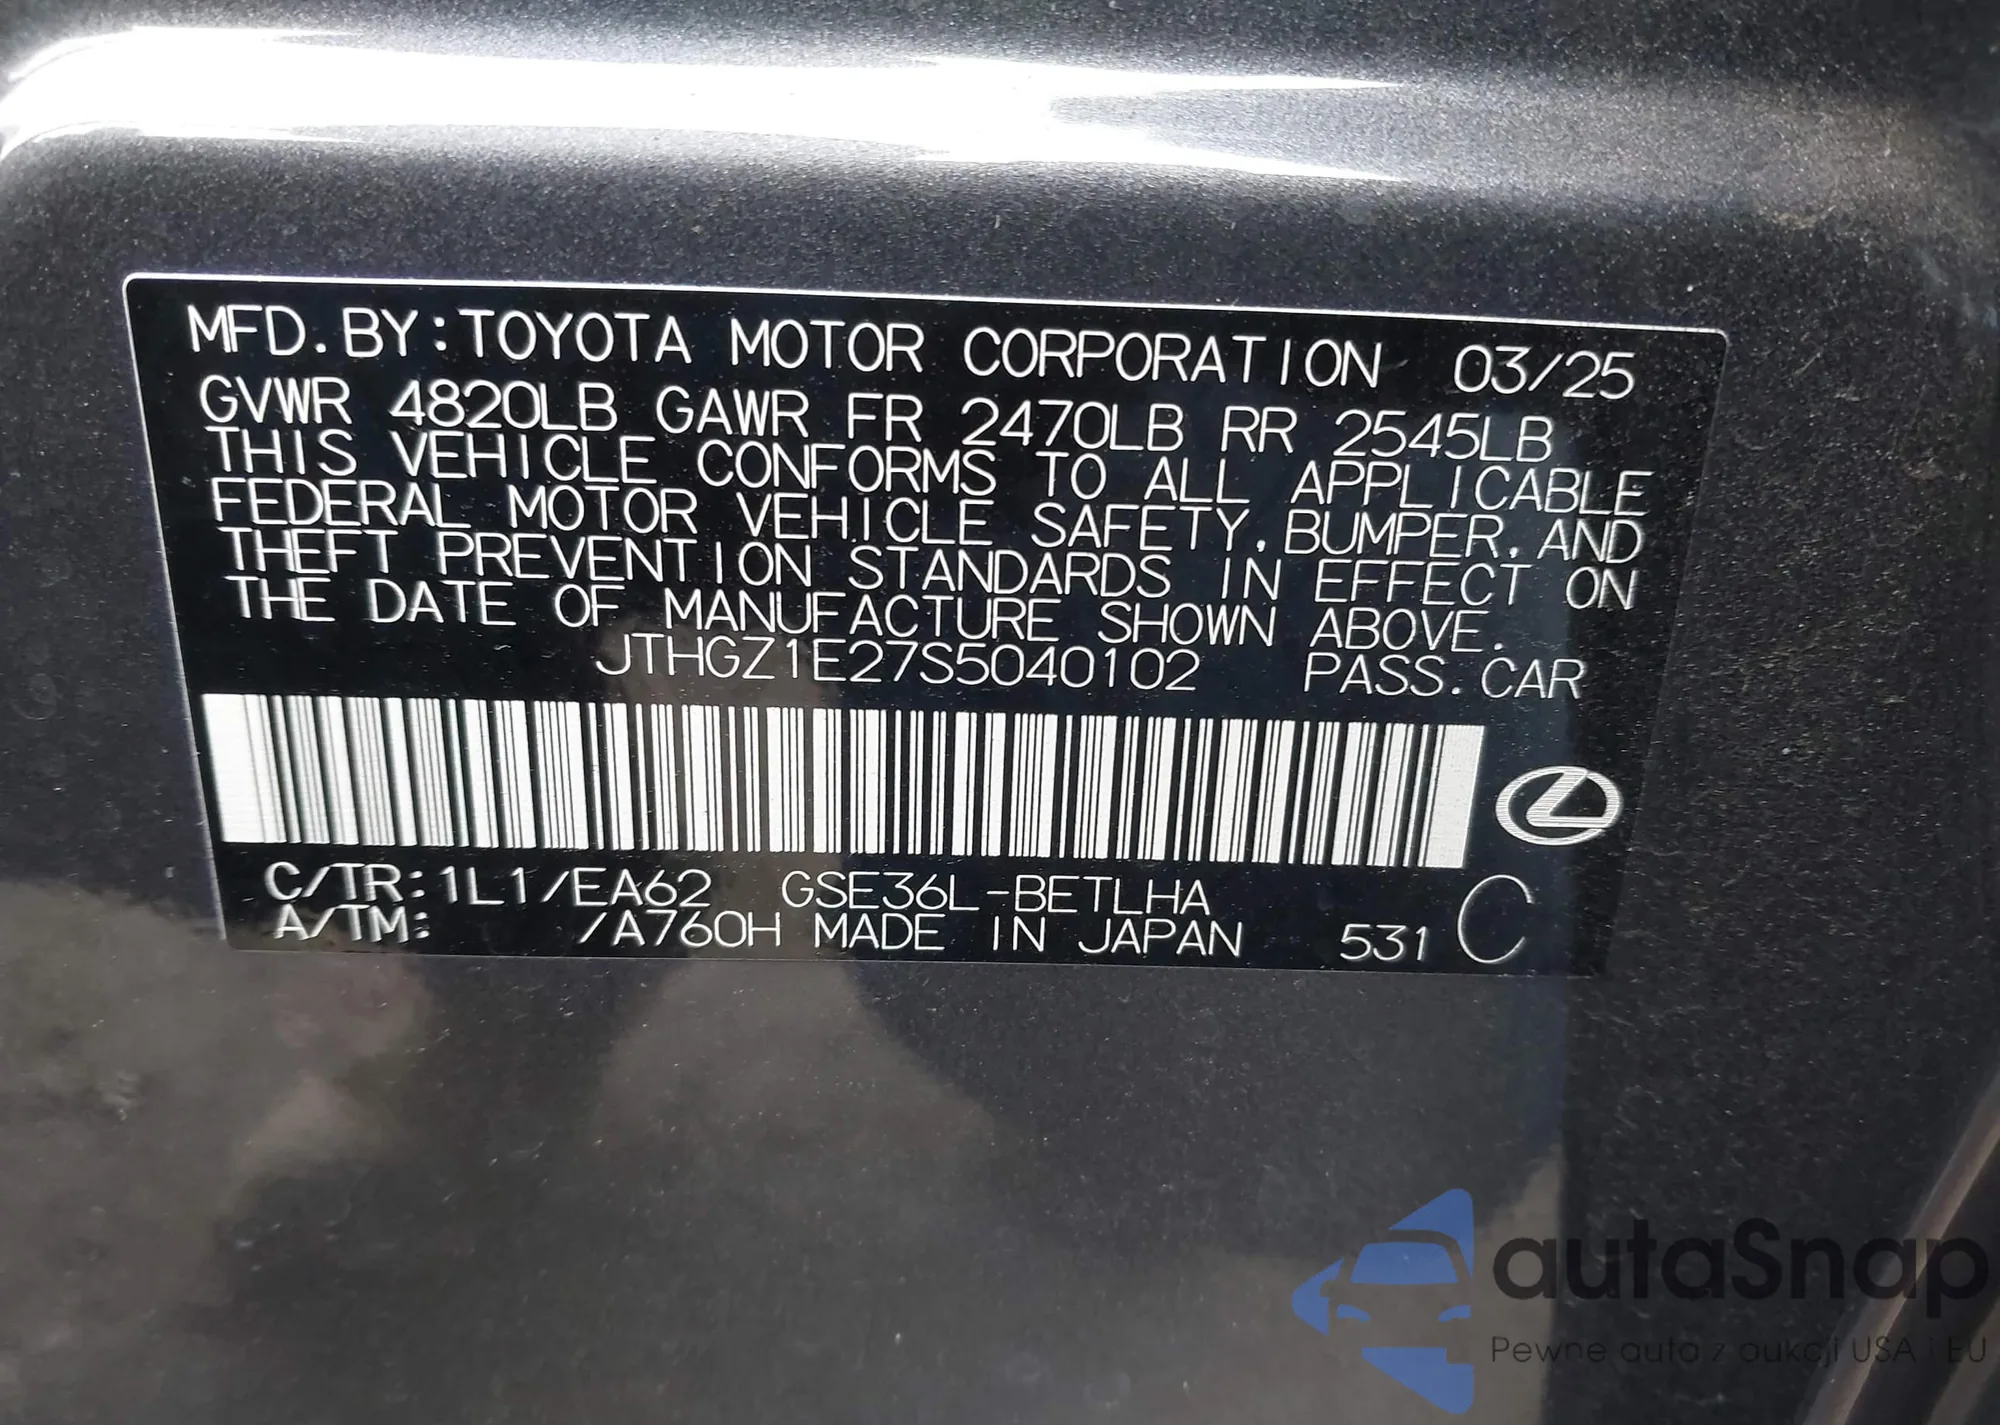 MFD.BY:TOYOTA MOTOR CORPORATION 03/25
GVWR 4820LB GAWR FR 2470LB RR 2545LB
THIS VEHICLE CONFORMS TO ALL APPLICABLE
FEDERAL MOTOR VEHICLE SAFETY,BUMPER,AND
THEFT PREVENTION STANDARDS IN EFFECT ON
THE DATE OF MANUFACTURE SHOWN ABOVE.
JTHGZ1E27S5040102 PASS.CAR
C/TR:1L1/EA62 GSE36L-BETLHA
A/TM: /A760H MADE IN JAPAN 531 C
autaSnap
Pewne auta z aukcji USA i EU